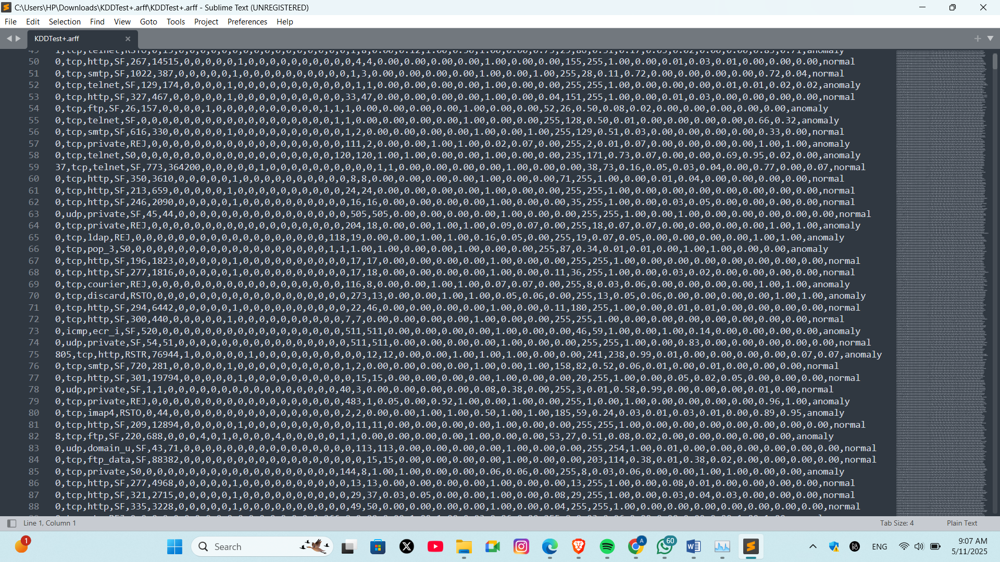 C:\Users\HP\Downloads\KDDTest+.arff\KDDTest+.arff - Sublime Text (UNREGISTERED)
File Edit Selection Find View Goto Tools Project Preferences Help
KDDTest+.arff
50 0,tcp,http,SF,267,14515,0,0,0,0,0,1,0,0,0,0,0,0,0,0,0,0,4,4,0.00,0.00,0.00,0.00,1.00,0.00,0.00,155,255,1.00,0.00,0.01,0.03,0.01,0.00,0.00,0.00,normal
51 0,tcp,smtp,SF,1022,387,0,0,0,0,0,1,0,0,0,0,0,0,0,0,0,0,1,3,0.00,0.00,0.00,0.00,1.00,0.00,1.00,255,28,0.11,0.72,0.00,0.00,0.00,0.00,0.72,0.04,normal
52 0,tcp,telnet,SF,129,174,0,0,0,0,0,1,0,0,0,0,0,0,0,0,0,0,1,1,0.00,0.00,0.00,0.00,1.00,0.00,0.00,255,255,1.00,0.00,0.00,0.00,0.01,0.01,0.02,0.02,anomaly
53 0,tcp,http,SF,327,467,0,0,0,0,0,1,0,0,0,0,0,0,0,0,0,0,33,47,0.00,0.00,0.00,0.00,1.00,0.00,0.04,151,255,1.00,0.00,0.01,0.03,0.00,0.00,0.00,0.00,normal
54 0,tcp,ftp,SF,26,157,0,0,0,0,1,0,0,0,0,0,0,0,0,0,0,1,1,1,0.00,0.00,0.00,0.00,1.00,0.00,0.00,52,26,0.50,0.08,0.02,0.00,0.00,0.00,0.00,0.00,anomaly
55 0,tcp,telnet,SF,0,0,0,0,0,0,0,0,0,0,0,0,0,0,0,0,0,0,1,1,0.00,0.00,0.00,0.00,1.00,0.00,0.00,255,128,0.50,0.01,0.00,0.00,0.00,0.00,0.66,0.32,anomaly
56 0,tcp,smtp,SF,616,330,0,0,0,0,0,1,0,0,0,0,0,0,0,0,0,0,1,2,0.00,0.00,0.00,0.00,1.00,0.00,1.00,255,129,0.51,0.03,0.00,0.00,0.00,0.00,0.33,0.00,normal
57 0,tcp,private,REJ,0,0,0,0,0,0,0,0,0,0,0,0,0,0,0,0,0,0,111,2,0.00,0.00,1.00,1.00,0.02,0.07,0.00,255,2,0.01,0.07,0.00,0.00,0.00,0.00,1.00,1.00,anomaly
58 0,tcp,telnet,S0,0,0,0,0,0,0,0,0,0,0,0,0,0,0,0,0,0,0,120,120,1.00,1.00,0.00,0.00,1.00,0.00,0.00,235,171,0.73,0.07,0.00,0.00,0.69,0.95,0.02,0.00,anomaly
59 37,tcp,telnet,SF,773,364200,0,0,0,0,0,1,0,0,0,0,0,0,0,0,0,0,1,1,0.00,0.00,0.00,0.00,1.00,0.00,0.00,38,73,0.16,0.05,0.03,0.04,0.00,0.77,0.00,0.07,normal
60 0,tcp,http,SF,350,3610,0,0,0,0,0,1,0,0,0,0,0,0,0,0,0,0,8,8,0.00,0.00,0.00,0.00,1.00,0.00,0.00,71,255,1.00,0.00,0.01,0.04,0.00,0.00,0.00,0.00,normal
61 0,tcp,http,SF,213,659,0,0,0,0,0,1,0,0,0,0,0,0,0,0,0,0,24,24,0.00,0.00,0.00,0.00,1.00,0.00,0.00,255,255,1.00,0.00,0.00,0.00,0.00,0.00,0.00,0.00,normal
62 0,tcp,http,SF,246,2090,0,0,0,0,0,1,0,0,0,0,0,0,0,0,0,0,16,16,0.00,0.00,0.00,0.00,1.00,0.00,0.00,35,255,1.00,0.00,0.03,0.05,0.00,0.00,0.00,0.00,normal
63 0,udp,private,SF,45,44,0,0,0,0,0,0,0,0,0,0,0,0,0,0,0,0,505,505,0.00,0.00,0.00,0.00,1.00,0.00,0.00,255,255,1.00,0.00,1.00,0.00,0.00,0.00,0.00,0.00,normal
64 0,tcp,private,REJ,0,0,0,0,0,0,0,0,0,0,0,0,0,0,0,0,0,0,204,18,0.00,0.00,1.00,1.00,0.09,0.07,0.00,255,18,0.07,0.07,0.00,0.00,0.00,0.00,1.00,1.00,anomaly
65 0,tcp,ldap,REJ,0,0,0,0,0,0,0,0,0,0,0,0,0,0,0,0,0,0,118,19,0.00,0.00,1.00,1.00,0.16,0.05,0.00,255,19,0.07,0.05,0.00,0.00,0.00,0.00,1.00,1.00,anomaly
66 0,tcp,pop_3,S0,0,0,0,0,0,0,0,0,0,0,0,0,0,0,0,0,0,0,1,1,1.00,1.00,0.00,0.00,1.00,0.00,0.00,255,87,0.34,0.01,0.01,0.00,1.00,1.00,0.00,0.00,anomaly
67 0,tcp,http,SF,196,1823,0,0,0,0,0,1,0,0,0,0,0,0,0,0,0,0,17,17,0.00,0.00,0.00,0.00,1.00,0.00,0.00,255,255,1.00,0.00,0.00,0.00,0.00,0.00,0.00,0.00,normal
68 0,tcp,http,SF,277,1816,0,0,0,0,0,1,0,0,0,0,0,0,0,0,0,0,17,18,0.00,0.00,0.00,0.00,1.00,0.00,0.11,36,255,1.00,0.00,0.03,0.02,0.00,0.00,0.00,0.00,normal
69 0,tcp,courier,REJ,0,0,0,0,0,0,0,0,0,0,0,0,0,0,0,0,0,0,116,8,0.00,0.00,1.00,1.00,0.07,0.07,0.00,255,8,0.03,0.06,0.00,0.00,0.00,0.00,1.00,1.00,anomaly
70 0,tcp,discard,RSTO,0,0,0,0,0,0,0,0,0,0,0,0,0,0,0,0,0,0,273,13,0.00,0.00,1.00,1.00,0.05,0.06,0.00,255,13,0.05,0.06,0.00,0.00,0.00,0.00,1.00,1.00,anomaly
71 0,tcp,http,SF,294,6442,0,0,0,0,0,1,0,0,0,0,0,0,0,0,0,0,22,46,0.00,0.00,0.00,0.00,1.00,0.00,0.11,180,255,1.00,0.00,0.01,0.01,0.00,0.00,0.00,0.00,normal
72 0,tcp,http,SF,300,440,0,0,0,0,0,1,0,0,0,0,0,0,0,0,0,0,7,7,0.00,0.00,0.00,0.00,1.00,0.00,0.00,255,255,1.00,0.00,0.00,0.00,0.00,0.00,0.00,0.00,normal
73 0,icmp,ecr_i,SF,520,0,0,0,0,0,0,0,0,0,0,0,0,0,0,0,0,0,511,511,0.00,0.00,0.00,0.00,1.00,0.00,0.00,46,59,1.00,0.00,1.00,0.14,0.00,0.00,0.00,0.00,anomaly
74 0,udp,private,SF,54,51,0,0,0,0,0,0,0,0,0,0,0,0,0,0,0,0,511,511,0.00,0.00,0.00,0.00,1.00,0.00,0.00,255,255,1.00,0.00,0.83,0.00,0.00,0.00,0.00,0.00,normal
75 805,tcp,http,RSTR,76944,1,0,0,0,0,0,1,0,0,0,0,0,0,0,0,0,0,12,12,0.00,0.00,1.00,1.00,1.00,0.00,0.00,241,238,0.99,0.01,0.00,0.00,0.00,0.00,0.07,0.07,anomaly
76 0,tcp,smtp,SF,720,281,0,0,0,0,0,1,0,0,0,0,0,0,0,0,0,0,1,2,0.00,0.00,0.00,0.00,1.00,0.00,1.00,158,82,0.52,0.06,0.01,0.00,0.01,0.00,0.00,0.00,normal
77 0,tcp,http,SF,301,19794,0,0,0,0,0,1,0,0,0,0,0,0,0,0,0,0,15,15,0.00,0.00,0.00,0.00,1.00,0.00,0.00,20,255,1.00,0.00,0.05,0.02,0.05,0.00,0.00,0.00,normal
78 0,udp,private,SF,1,1,0,0,0,0,0,0,0,0,0,0,0,0,0,0,0,0,40,3,0.00,0.00,0.00,0.00,0.08,0.38,0.00,255,3,0.01,0.58,0.99,0.00,0.00,0.00,0.01,0.00,normal
79 0,tcp,private,REJ,0,0,0,0,0,0,0,0,0,0,0,0,0,0,0,0,0,0,483,1,0.05,0.00,0.92,1.00,0.00,1.00,0.00,255,1,0.00,1.00,0.00,0.00,0.00,0.00,0.96,1.00,anomaly
80 0,tcp,imap4,RSTO,0,44,0,0,0,0,0,0,0,0,0,0,0,0,0,0,0,0,2,2,0.00,0.00,1.00,1.00,0.50,1.00,1.00,185,59,0.24,0.03,0.01,0.03,0.01,0.00,0.89,0.95,anomaly
81 0,tcp,http,SF,209,12894,0,0,0,0,0,1,0,0,0,0,0,0,0,0,0,0,11,11,0.00,0.00,0.00,0.00,1.00,0.00,0.00,255,255,1.00,0.00,0.00,0.00,0.00,0.00,0.00,0.00,normal
82 8,tcp,ftp,SF,220,688,0,0,0,4,0,1,0,0,0,0,4,0,0,0,0,0,1,1,0.00,0.00,0.00,0.00,1.00,0.00,0.00,53,27,0.51,0.08,0.02,0.00,0.00,0.00,0.00,0.00,anomaly
83 0,udp,domain_u,SF,43,71,0,0,0,0,0,0,0,0,0,0,0,0,0,0,0,0,113,113,0.00,0.00,0.00,0.00,1.00,0.00,0.00,255,254,1.00,0.01,0.00,0.00,0.00,0.00,0.00,0.00,normal
84 0,tcp,ftp_data,SF,88382,0,0,0,0,0,0,0,0,0,0,0,0,0,0,0,0,0,15,15,0.00,0.00,0.00,0.00,1.00,0.00,0.00,203,114,0.38,0.01,0.38,0.02,0.00,0.00,0.00,0.00,normal
85 0,tcp,private,S0,0,0,0,0,0,0,0,0,0,0,0,0,0,0,0,0,0,0,144,8,1.00,1.00,0.00,0.00,0.06,0.06,0.00,255,8,0.03,0.06,0.00,0.00,1.00,1.00,0.00,0.00,anomaly
86 0,tcp,http,SF,277,4968,0,0,0,0,0,1,0,0,0,0,0,0,0,0,0,0,13,13,0.00,0.00,0.00,0.00,1.00,0.00,0.00,13,255,1.00,0.00,0.08,0.01,0.00,0.00,0.00,0.00,normal
87 0,tcp,http,SF,321,2715,0,0,0,0,0,1,0,0,0,0,0,0,0,0,0,0,29,37,0.03,0.05,0.00,0.00,1.00,0.00,0.08,29,255,1.00,0.00,0.03,0.04,0.03,0.00,0.00,0.00,normal
88 0,tcp,http,SF,335,3228,0,0,0,0,0,1,0,0,0,0,0,0,0,0,0,0,49,50,0.00,0.00,0.00,0.00,1.00,0.00,0.04,255,255,1.00,0.00,0.00,0.00,0.00,0.00,0.00,0.00,normal
Line 1, Column 1 Tab Size: 4 Plain Text
1 Search A 60 ENG 9:07 AM
5/11/2025